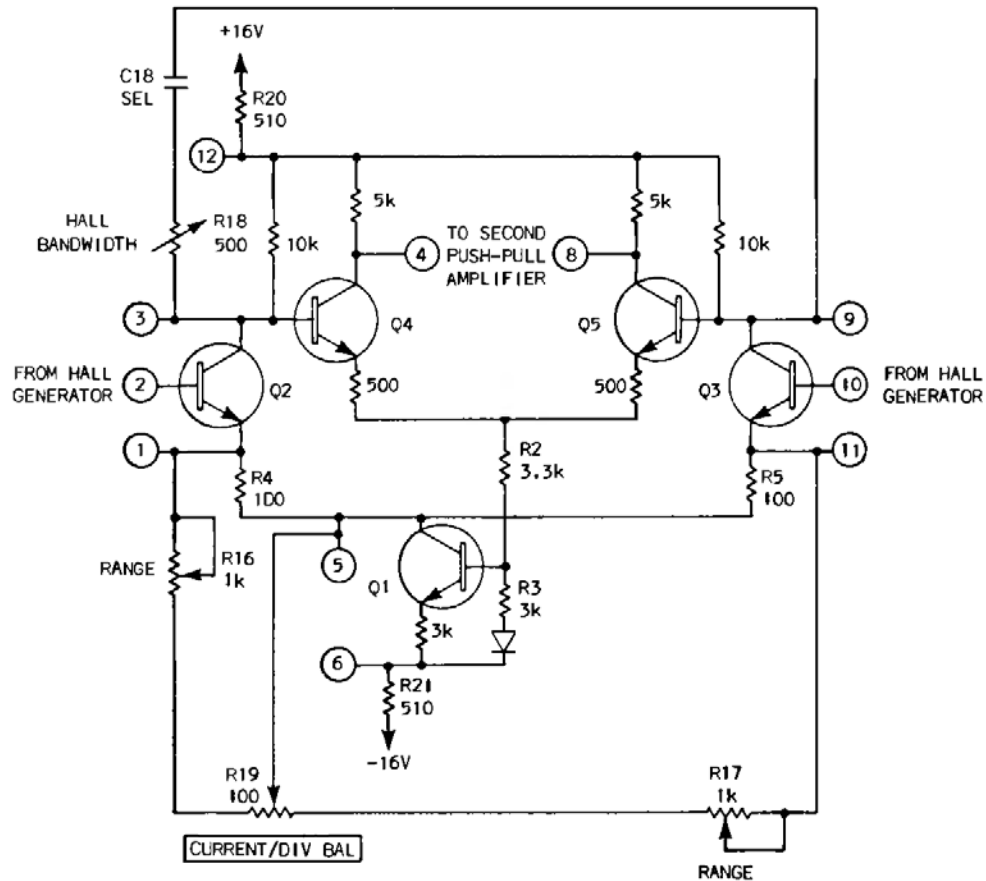 +16V
C18
SEL
R20
510
12
5k
5k
HALL
BANDWIDTH
R18
500
10k
4
TO SECOND
PUSH-PULL
AMPLIFIER
8
10k
3
Q4
Q5
9
FROM HALL
GENERATOR
2
Q2
500
500
Q3
10
FROM HALL
GENERATOR
1
11
R4
100
R2
3.3k
R5
100
RANGE
R16
1k
5
Q1
R3
3k
3k
6
R21
510
-16V
R19
100
R17
1k
CURRENT/DIV BAL
RANGE